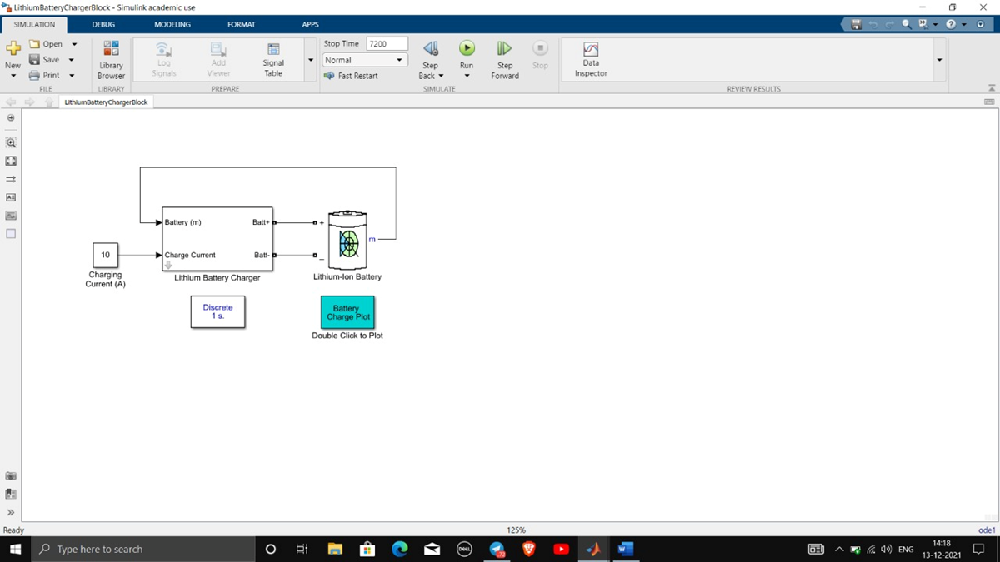 LithiumBatteryChargerBlock - Simulink academic use
SIMULATION DEBUG MODELING FORMAT APPS
New
Open
Save
Print
FILE
Library
Browser
LIBRARY
Log
Signals
Add
Viewer
Signal
Table
PREPARE
Stop Time 7200
Normal
Fast Restart
Step
Back
Run
Step
Forward
Stop
SIMULATE
Data
Inspector
REVIEW RESULTS
LithiumBatteryChargerBlock
Battery (m) Batt+ +
m
10
Charge Current Batt- _
Charging
Current (A)
Lithium Battery Charger
Lithium-Ion Battery
Discrete
1 s.
Battery
Charge Plot
Double Click to Plot
Ready 125% ode1
Type here to search
DELL
72
W
ENG
14:18
13-12-2021